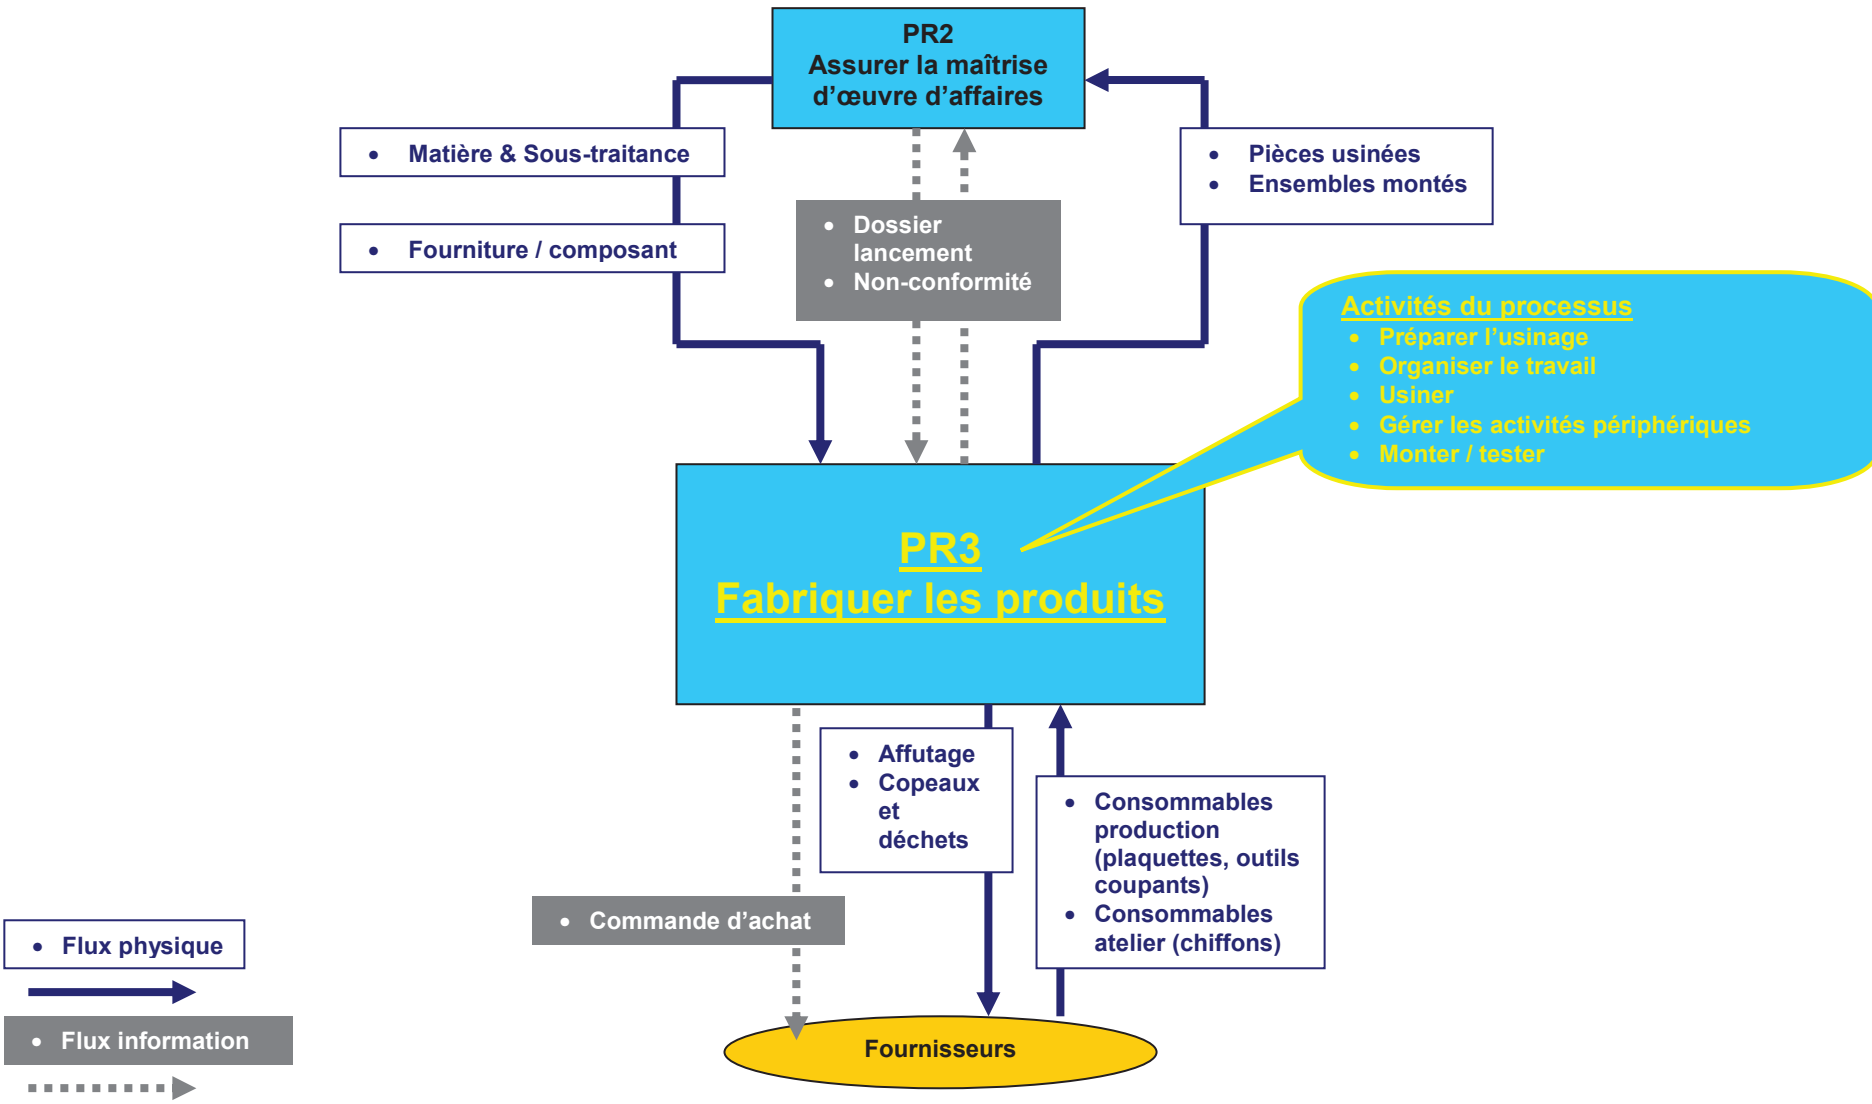 PR2
Assurer la maîtrise
d’œuvre d’affaires
• Matière & Sous-traitance
• Fourniture / composant
• Dossier
lancement
• Non-conformité
• Pièces usinées
• Ensembles montés
Activités du processus
• Préparer l’usinage
• Organiser le travail
• Usiner
• Gérer les activités périphériques
• Monter / tester
PR3
Fabriquer les produits
• Affutage
• Copeaux
et
déchets
• Consommables
production
(plaquettes, outils
coupants)
• Consommables
atelier (chiffons)
• Commande d’achat
Fournisseurs
• Flux physique
• Flux information